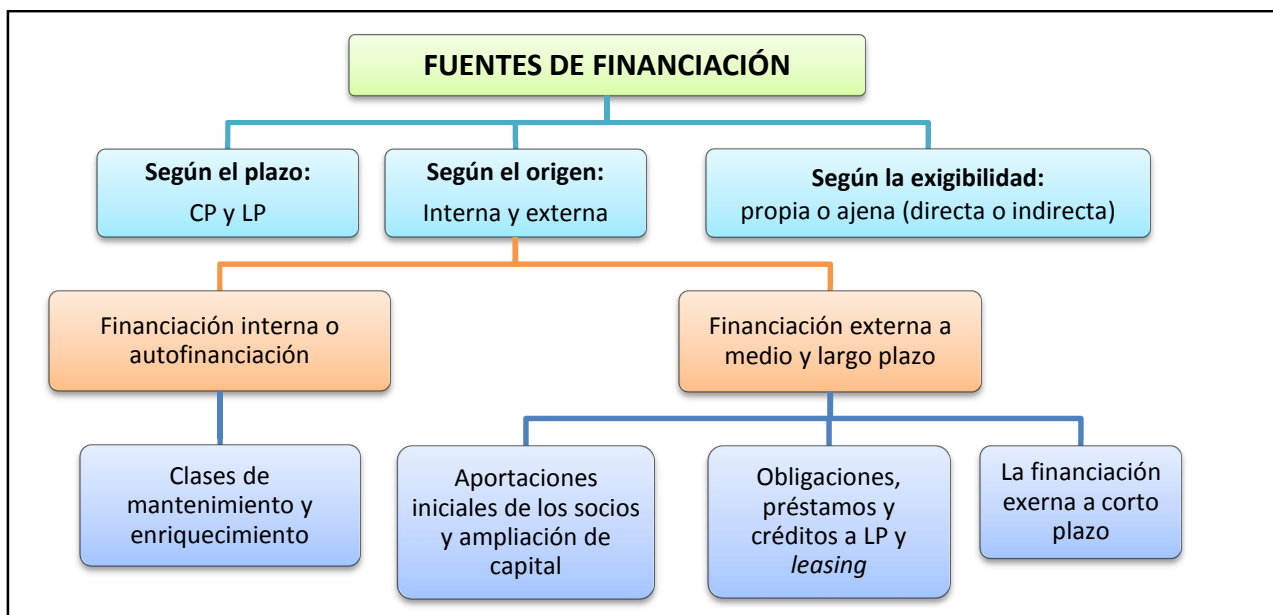 FUENTES DE FINANCIACIÓN
Según el plazo:
CP y LP
Según el origen:
Interna y externa
Según la exigibilidad:
propia o ajena (directa o indirecta)
Financiación interna o
autofinanciación
Financiación externa a
medio y largo plazo
Clases de
mantenimiento y
enriquecimiento
Aportaciones
iniciales de los socios
y ampliación de
capital
Obligaciones,
préstamos y
créditos a LP y
leasing
La financiación
exerna a corto
plazo